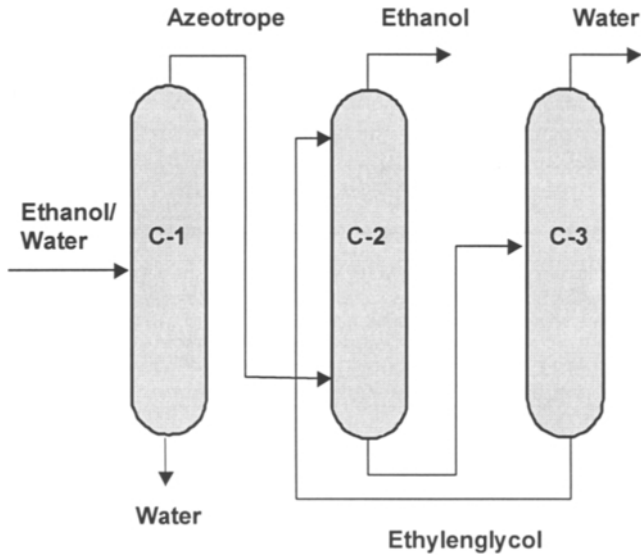 Azeotrope
Ethanol
Water
Ethanol/
Water
C-1
C-2
C-3
Water
Ethylenglycol